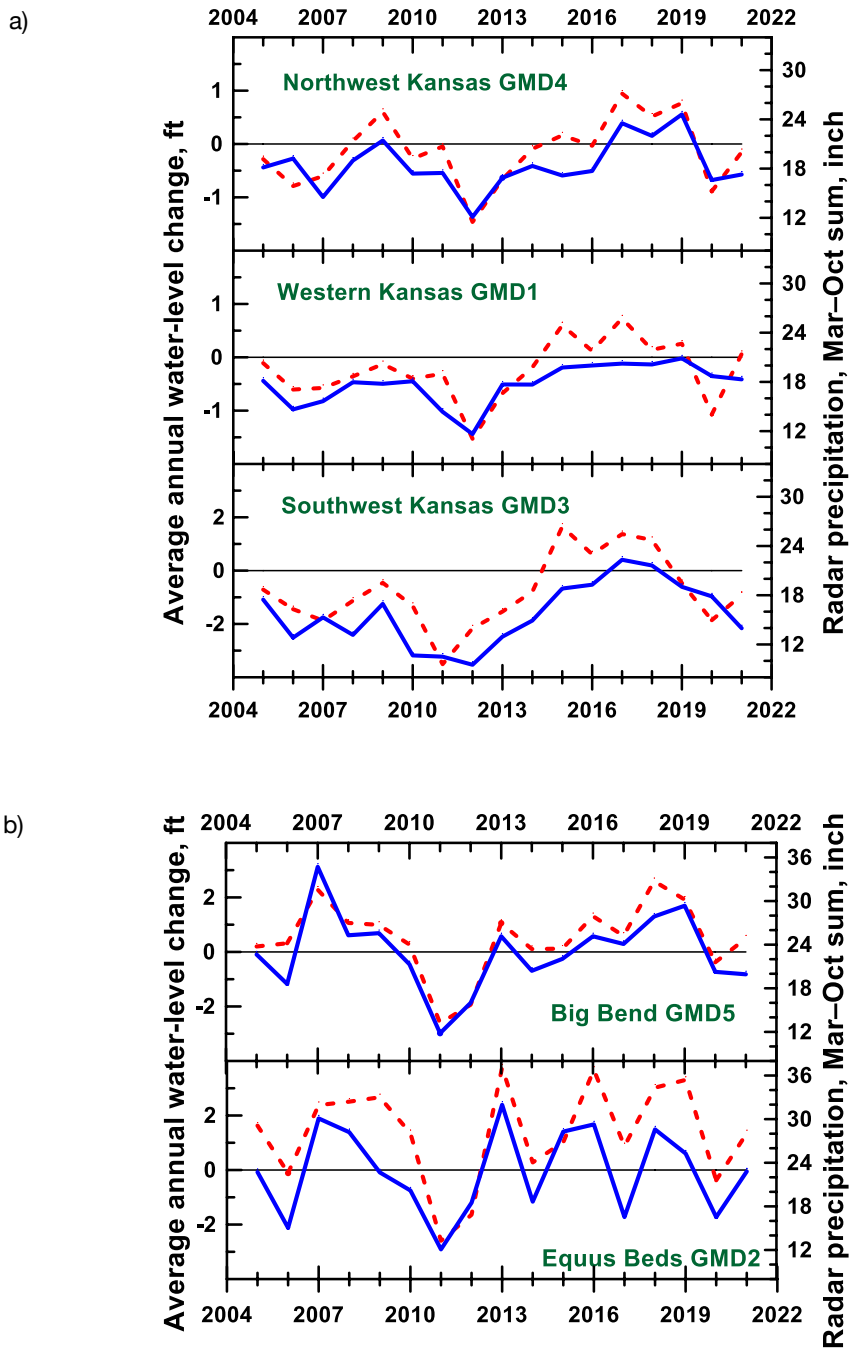 a)
2004 2007 2010 2013 2016 2019 2022
Average annual water-level change, ft
Radar precipitation, Mar–Oct sum, inch
Northwest Kansas GMD4
1
0
-1
30
24
18
12
Western Kansas GMD1
1
0
-1
30
24
18
12
Southwest Kansas GMD3
2
0
-2
30
24
18
12
2004 2007 2010 2013 2016 2019 2022
b)
2004 2007 2010 2013 2016 2019 2022
Average annual water-level change, ft
Radar precipitation, Mar–Oct sum, inch
2
0
-2
36
30
24
18
12
Big Bend GMD5
2
0
-2
36
30
24
18
12
Equus Beds GMD2
2004 2007 2010 2013 2016 2019 2022